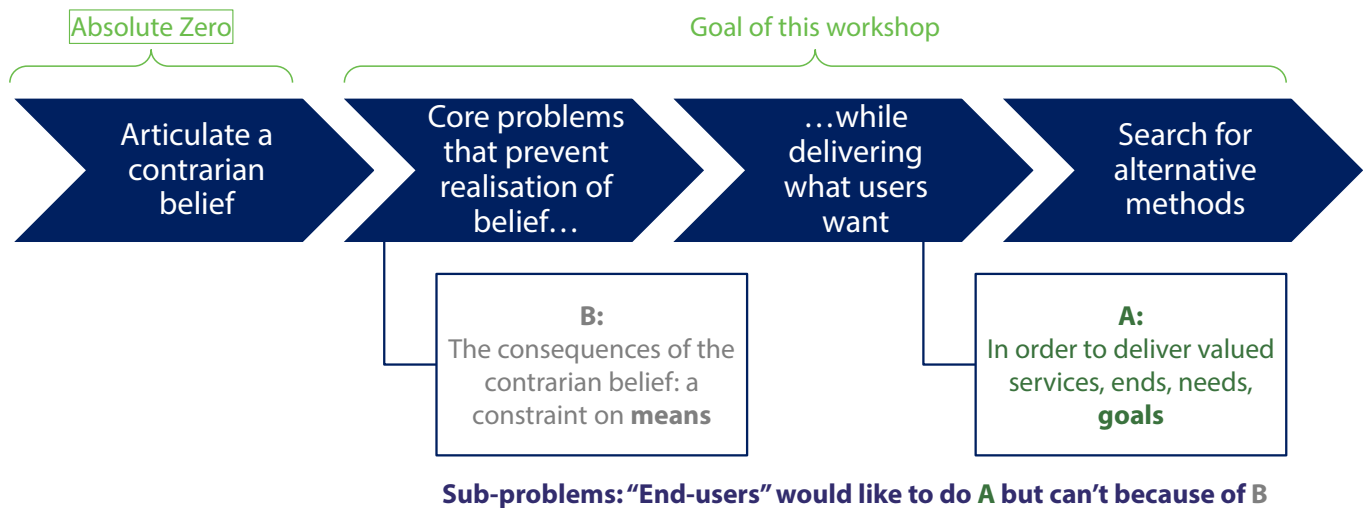 Absolute Zero
Goal of this workshop
Articulate a
contrarian
belief
Core problems
that prevent
realisation of
belief…
…while
delivering
what users
want
Search for
alternative
methods
B:
The consequences of the
contrarian belief: a
constraint on means
A:
In order to deliver valued
services, ends, needs,
goals
Sub-problems: “End-users” would like to do A but can’t because of B